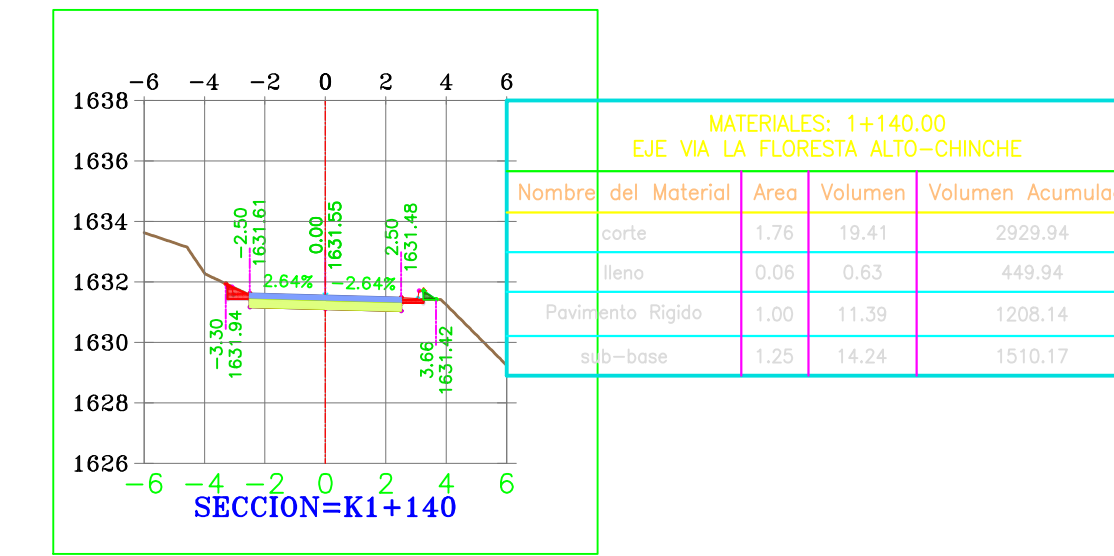 -6 -4 -2 0 2 4 6
1638
1636
1634
1632
1630
1628
1626
-2.50
1631.61
0.00
1631.55
2.50
1631.48
2.64% -2.64%
-3.30
1631.94
3.66
1631.42
-6 -4 -2 0 2 4 6
SECCION=K1+140
MATERIALES: 1+140.00
EJE VIA LA FLORESTA ALTO-CHINCHE
Nombre del Material Area Volumen Volumen Acumula
corte 1.76 19.41 2929.94
lleno 0.06 0.63 449.94
Pavimento Rigido 1.00 11.39 1208.14
sub-base 1.25 14.24 1510.17